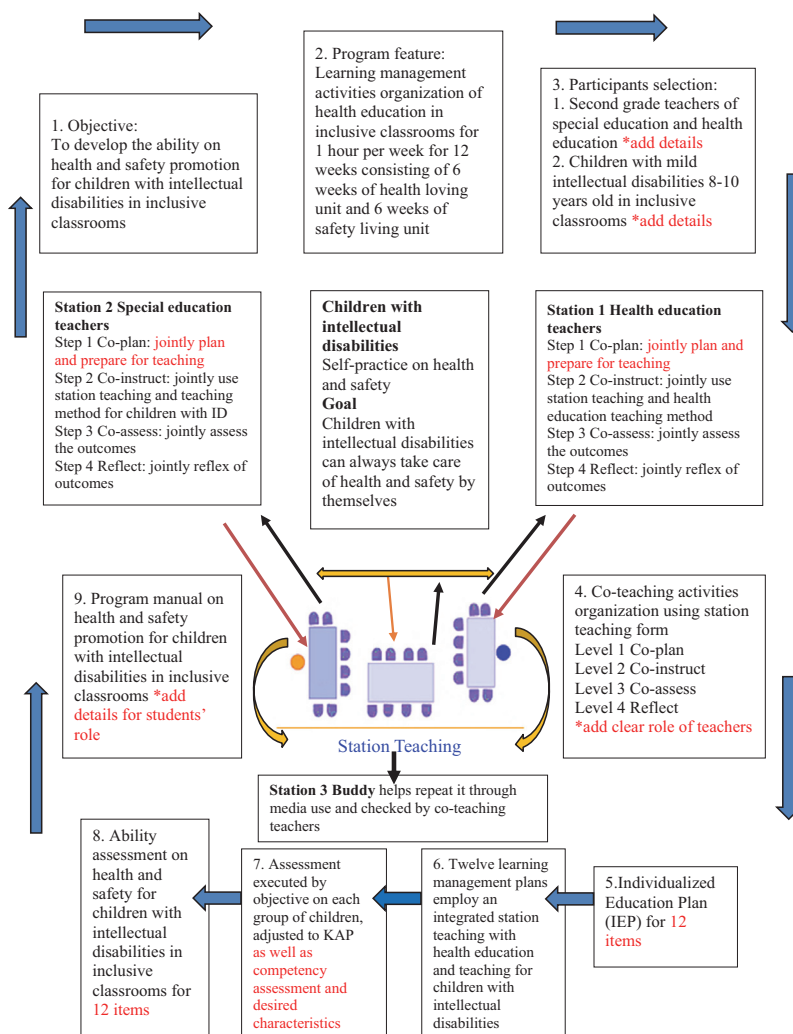 1. Objective:
To develop the ability on
health and safety promotion
for children with intellectual
disabilities in inclusive
classrooms
2. Program feature:
Learning management
activities organization of
health education in
inclusive classrooms for
1 hour per week for 12
weeks consisting of 6
weeks of health loving
unit and 6 weeks of
safety living unit
3. Participants selection:
1. Second grade teachers of
special education and health
education *add details
2. Children with mild
intellectual disabilities 8-10
years old in inclusive
classrooms *add details
Station 2 Special education
teachers
Step 1 Co-plan: jointly plan
and prepare for teaching
Step 2 Co-instruct: jointly use
station teaching and teaching
method for children with ID
Step 3 Co-assess: jointly assess
the outcomes
Step 4 Reflect: jointly reflex of
outcomes
Children with
intellectual
disabilities
Self-practice on health
and safety
Goal
Children with
intellectual disabilities
can always take care
of health and safety by
themselves
Station 1 Health education
teachers
Step 1 Co-plan: jointly plan and
prepare for teaching
Step 2 Co-instruct: jointly use
station teaching and health
education teaching method
Step 3 Co-assess: jointly assess
the outcomes
Step 4 Reflect: jointly reflex of
outcomes
9. Program manual on
health and safety
promotion for children
with intellectual
disabilities in inclusive
classrooms *add
details for students’
role
4. Co-teaching activities
organization using station
teaching form
Level 1 Co-plan
Level 2 Co-instruct
Level 3 Co-assess
Level 4 Reflect
*add clear role of teachers
Station Teaching
Station 3 Buddy helps repeat it through
media use and checked by co-teaching
teachers
8. Ability
assessment on
health and
safety for
children with
intellectual
disabilities in
inclusive
classrooms for
12 items
7. Assessment
executed by
objective on each
group of children,
adjusted to KAP
as well as
competency
assessment and
desired
characteristics
6. Twelve learning
management plans
employ an
integrated station
teaching with
health education
and teaching for
children with
intellectual
disabilities
5.Individualized
Education Plan
(IEP) for 12
items